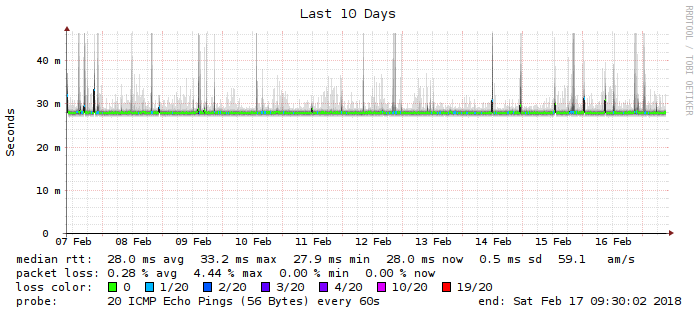 Last 10 Days
RRDTOOL / TOBI OETIKER
Seconds
40 m
30 m
20 m
10 m
0
07 Feb 08 Feb 09 Feb 10 Feb 11 Feb 12 Feb 13 Feb 14 Feb 15 Feb 16 Feb
median rtt: 28.0 ms avg 33.2 ms max 27.9 ms min 28.0 ms now 0.5 ms sd 59.1 am/s
packet loss: 0.28 % avg 4.44 % max 0.00 % min 0.00 % now
loss color: 0 1/20 2/20 3/20 4/20 10/20 19/20
probe: 20 ICMP Echo Pings (56 Bytes) every 60s end: Sat Feb 17 09:30:02 2018